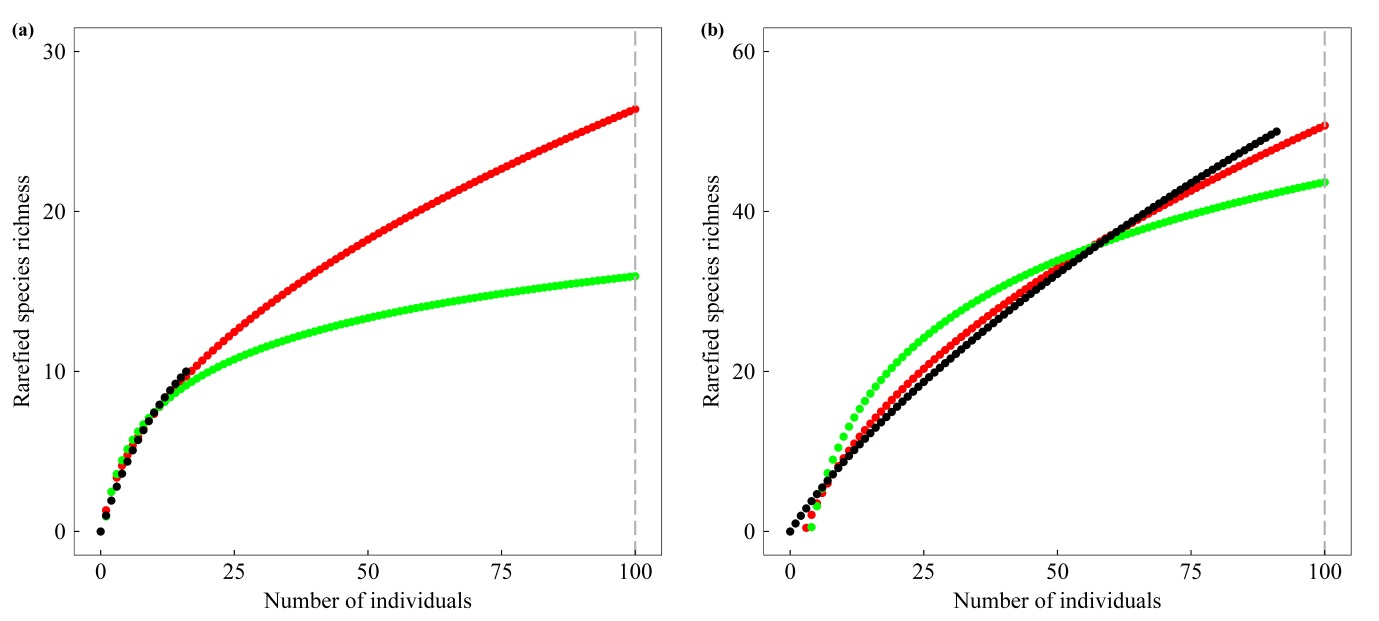 (a)
30
20
10
0
Rarefied species richness
0 25 50 75 100
Number of individuals
(b)
60
40
20
0
Rarefied species richness
0 25 50 75 100
Number of individuals